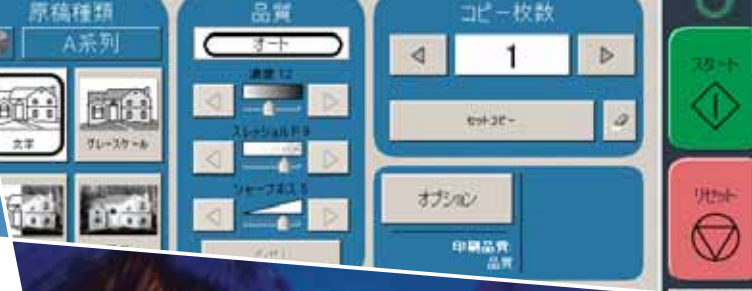 原稿種類
A系列
文字
グレースケール
品質
オート
濃度 12
スレッショルド 9
シャープネス 5
コピー枚数
1
セットコピー
オプション
印刷品質
品質
スタート
リセット